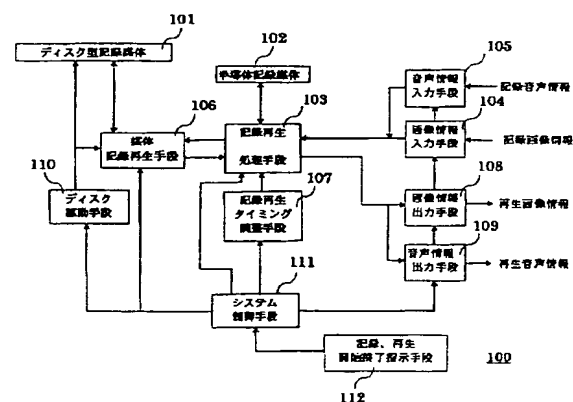 101
ディスク型記録媒体
102
半導体記録媒体
105
音声情報
入力手段
記録音声情報
104
画像情報
入力手段
記録画像情報
106
媒体
記録再生手段
103
記録再生
処理手段
110
ディスク
駆動手段
107
記録再生
タイミング
調整手段
108
画像情報
出力手段
再生画像情報
109
音声情報
出力手段
再生音声情報
111
システム
制御手段
記録、再生
開始終了指示手段
112
100